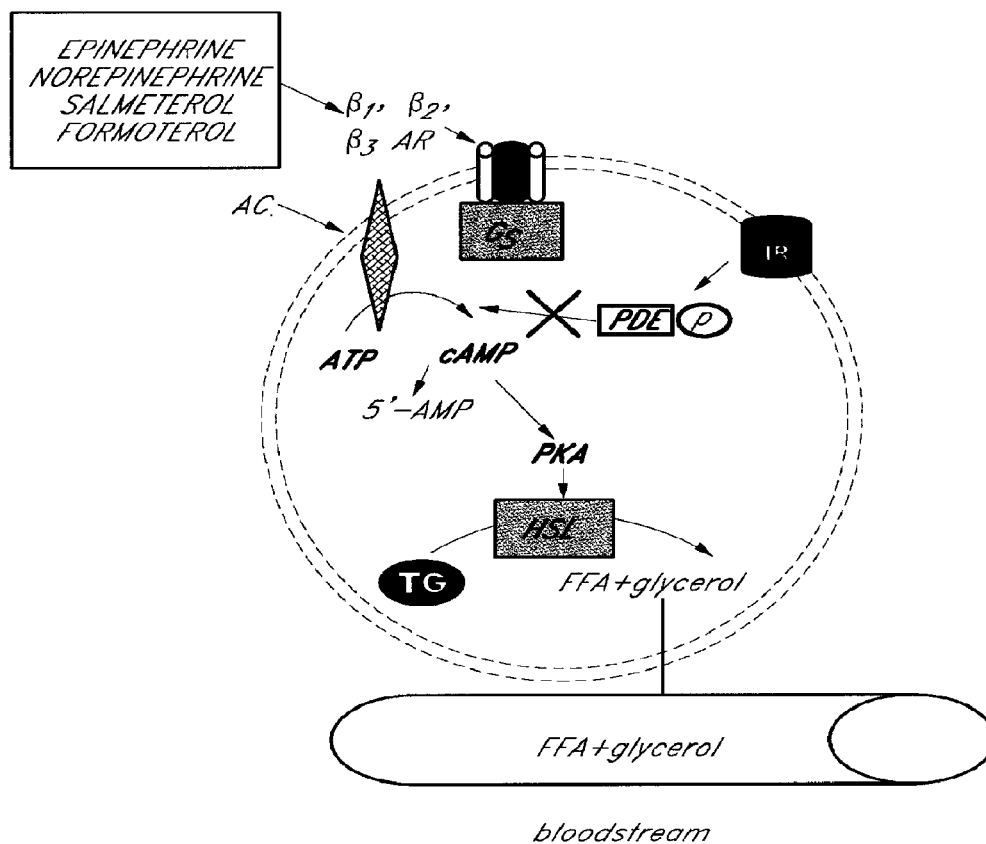 EPINEPHRINE
NOREPINEPHRINE
SALMETEROL
FORMOTEROL
β1, β2,
β3 AR
AC.
GS
IR
PDE p
ATP
cAMP
5'-AMP
PKA
HSL
TG
FFA+glycerol
FFA+glycerol
bloodstream